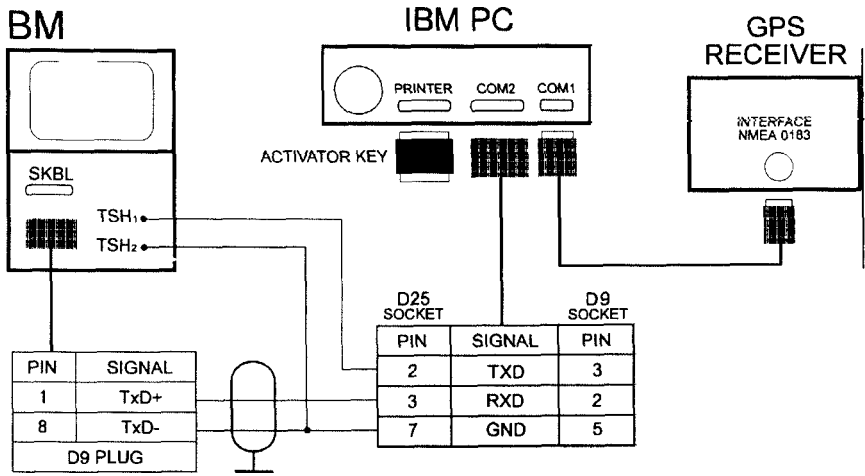 BM
IBM PC
GPS
RECEIVER
PRINTER COM2 COM1
INTERFACE
NMEA 0183
ACTIVATOR KEY
SKBL
TSH1
TSH2
D25
SOCKET
D9
SOCKET
PIN SIGNAL PIN
2 TXD 3
3 RXD 2
7 GND 5
PIN SIGNAL
1 TxD+
8 TxD-
D9 PLUG